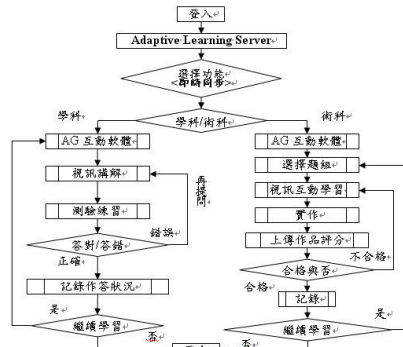 登入
Adaptive Learning Server
選擇功能
<即時同步>
學科
學科/術科
術科
AG 互動軟體
AG 互動軟體
視訊講解
再提問
選擇題組
視訊互動學習
測驗練習
實作
錯誤
答對/答錯
上傳作品評分
正確
不合格
合格與否
合格
記錄作答狀況
記錄
是
是
繼續學習
繼續學習
否
否